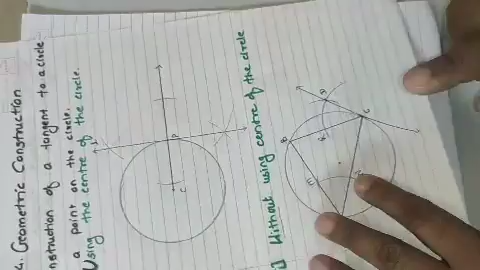 4. Geometric Construction
nstruction of a tangent to a circle
a point on the circle.
Using the centre of the circle.
Without using centre of the circle
P
C
B
C
M